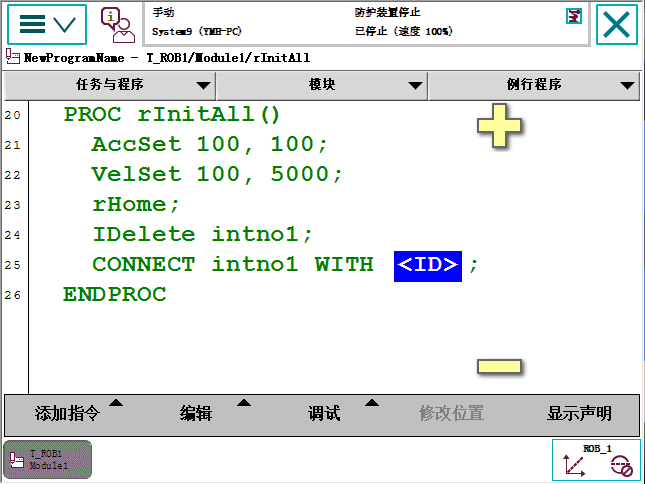 手动
防护装置停止
System9 (YMH-PC)
已停止 (速度 100%)
NewProgramName - T_ROB1/Module1/rInitAll
任务与程序
模块
例行程序
20 PROC rInitAll()
21 AccSet 100, 100;
22 VelSet 100, 5000;
23 rHome;
24 IDelete intno1;
25 CONNECT intno1 WITH <ID>;
26 ENDPROC
添加指令
编辑
调试
修改位置
显示声明
T_ROB1
Module1
ROB_1